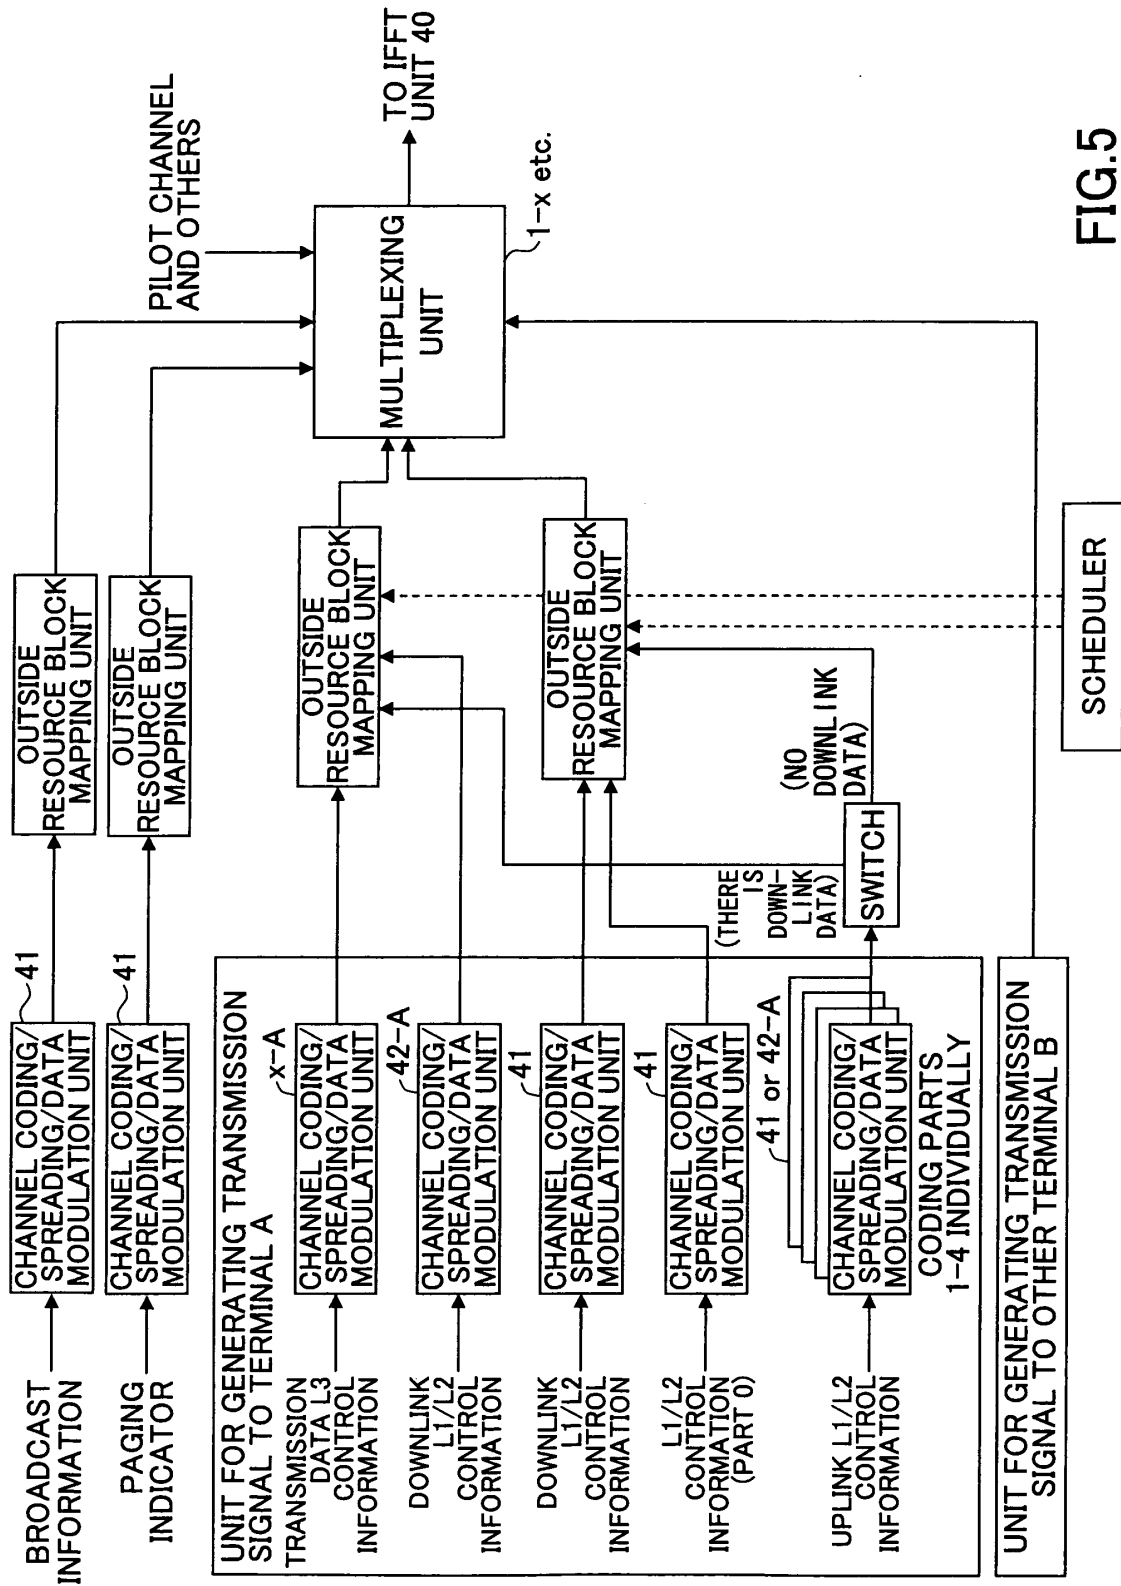 BROADCAST
INFORMATION
CHANNEL CODING/
SPREADING/DATA
MODULATION UNIT
41
OUTSIDE
RESOURCE BLOCK
MAPPING UNIT
PAGING
INDICATOR
CHANNEL CODING/
SPREADING/DATA
MODULATION UNIT
41
OUTSIDE
RESOURCE BLOCK
MAPPING UNIT
PILOT CHANNEL
AND OTHERS
UNIT FOR GENERATING TRANSMISSION
SIGNAL TO TERMINAL A
TRANSMISSION
DATA L3
CONTROL
INFORMATION
CHANNEL CODING/
SPREADING/DATA
MODULATION UNIT
x-A
OUTSIDE
RESOURCE BLOCK
MAPPING UNIT
MULTIPLEXING
UNIT
1-x etc.
TO IFFT
UNIT 40
DOWNLINK
L1/L2
CONTROL
INFORMATION
CHANNEL CODING/
SPREADING/DATA
MODULATION UNIT
42-A
DOWNLINK
L1/L2
CONTROL
INFORMATION
CHANNEL CODING/
SPREADING/DATA
MODULATION UNIT
41
OUTSIDE
RESOURCE BLOCK
MAPPING UNIT
L1/L2
CONTROL
INFORMATION
(PART 0)
CHANNEL CODING/
SPREADING/DATA
MODULATION UNIT
41
(THERE
IS
DOWN-
LINK
DATA)
(NO
DOWNLINK
DATA)
UPLINK L1/L2
CONTROL
INFORMATION
CHANNEL CODING/
SPREADING/DATA
MODULATION UNIT
41 or 42-A
SWITCH
CODING PARTS
1-4 INDIVIDUALLY
UNIT FOR GENERATING TRANSMISSION
SIGNAL TO OTHER TERMINAL B
SCHEDULER
FIG.5